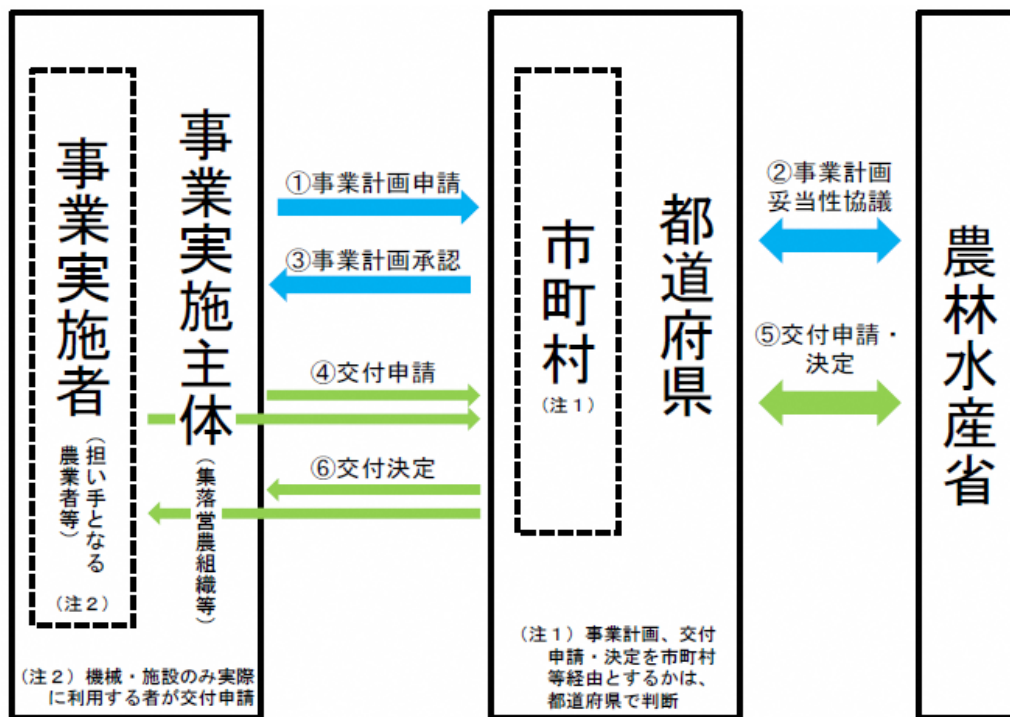 事業実施者
(担い手となる
農業者等)
(注２)
事業実施主体
(集落営農組織等)
(注２) 機械・施設のみ実際
に利用する者が交付申請
①事業計画申請
③事業計画承認
④交付申請
⑥交付決定
市町村
(注１)
都道府県
(注１) 事業計画、交付
申請・決定を市町村
等経由とするかは、
都道府県で判断
②事業計画
妥当性協議
⑤交付申請・
決定
農林水産省